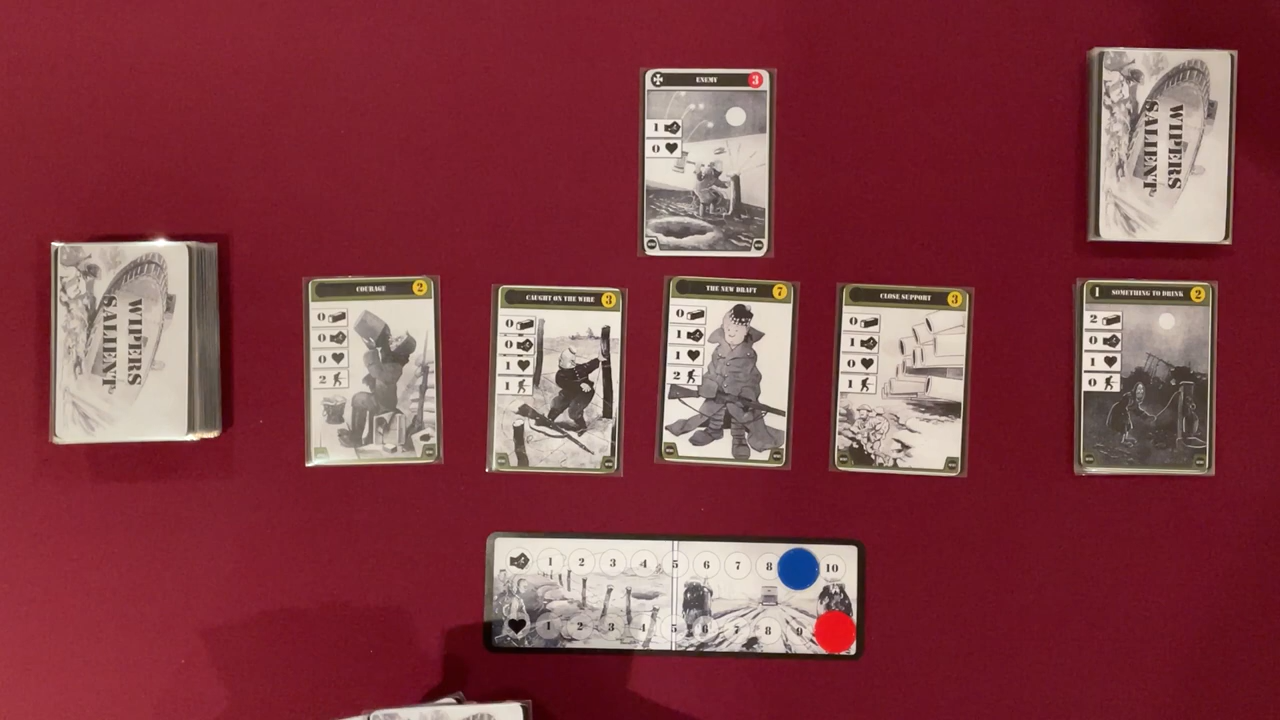 ENEMY 3
1
0
WIPERS
SALIENT
WIPERS
SALIENT
COURAGE 2
0
0
0
2
CAUGHT ON THE WIRE 3
0
0
1
1
THE NEW DRAFT 7
0
1
1
2
CLOSE SUPPORT 3
0
1
0
1
1 SOMETHING TO DRINK 2
2
0
1
0
1 2 3 4 5 6 7 8 10
1 2 3 4 5 6 7 8 9